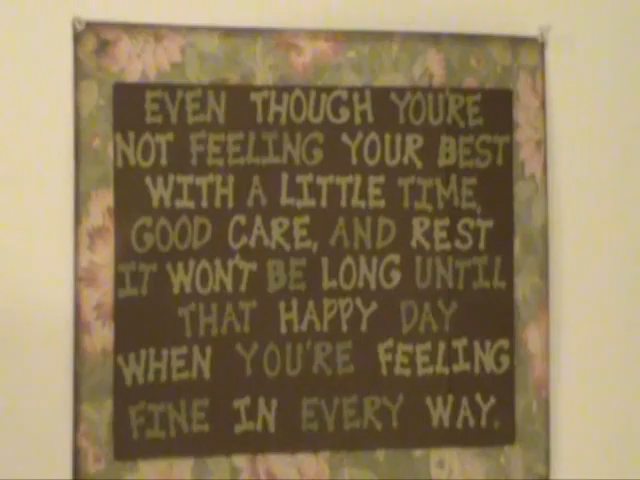 EVEN THOUGH YOU'RE
NOT FEELING YOUR BEST
WITH A LITTLE TIME,
GOOD CARE, AND REST
IT WON'T BE LONG UNTIL
THAT HAPPY DAY
WHEN YOU'RE FEELING
FINE IN EVERY WAY.